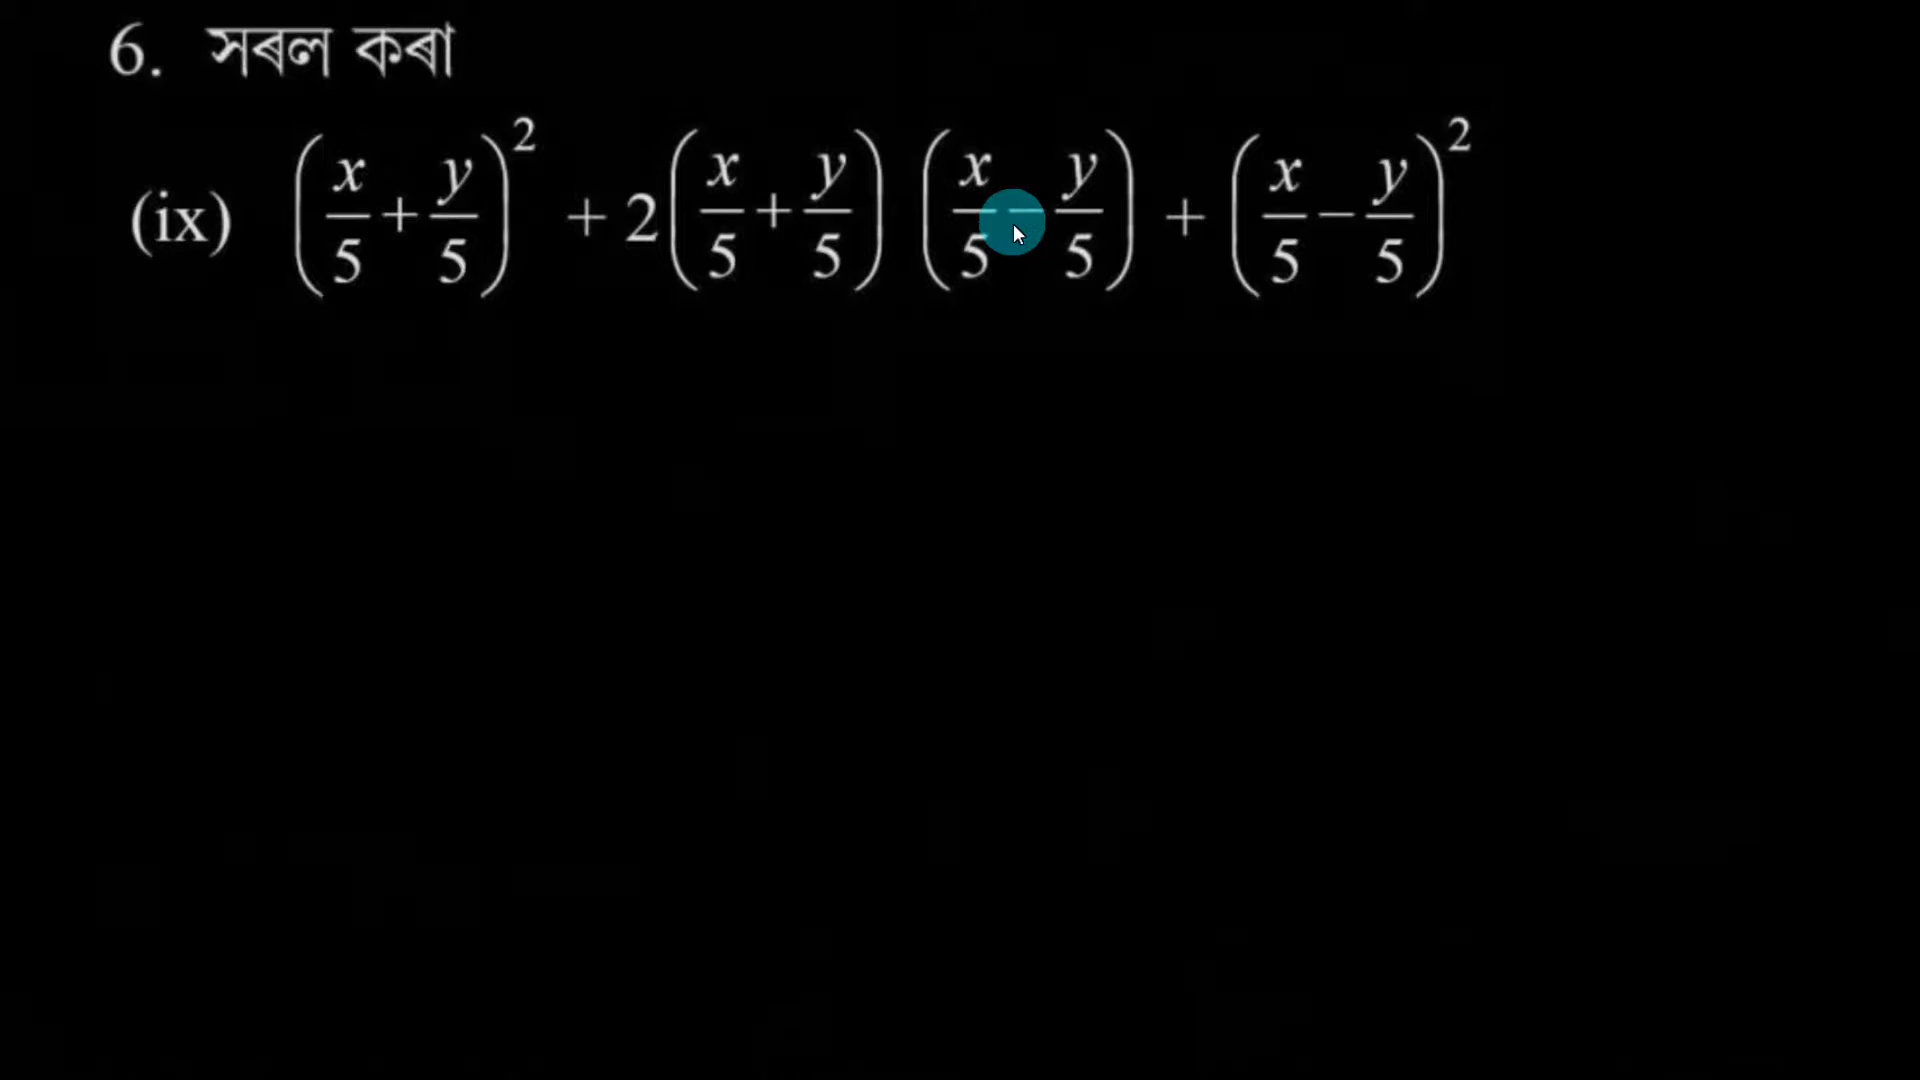 6. সৰল কৰা
(ix) (x/5 + y/5)² + 2(x/5 + y/5) (x/5 − y/5) + (x/5 − y/5)²